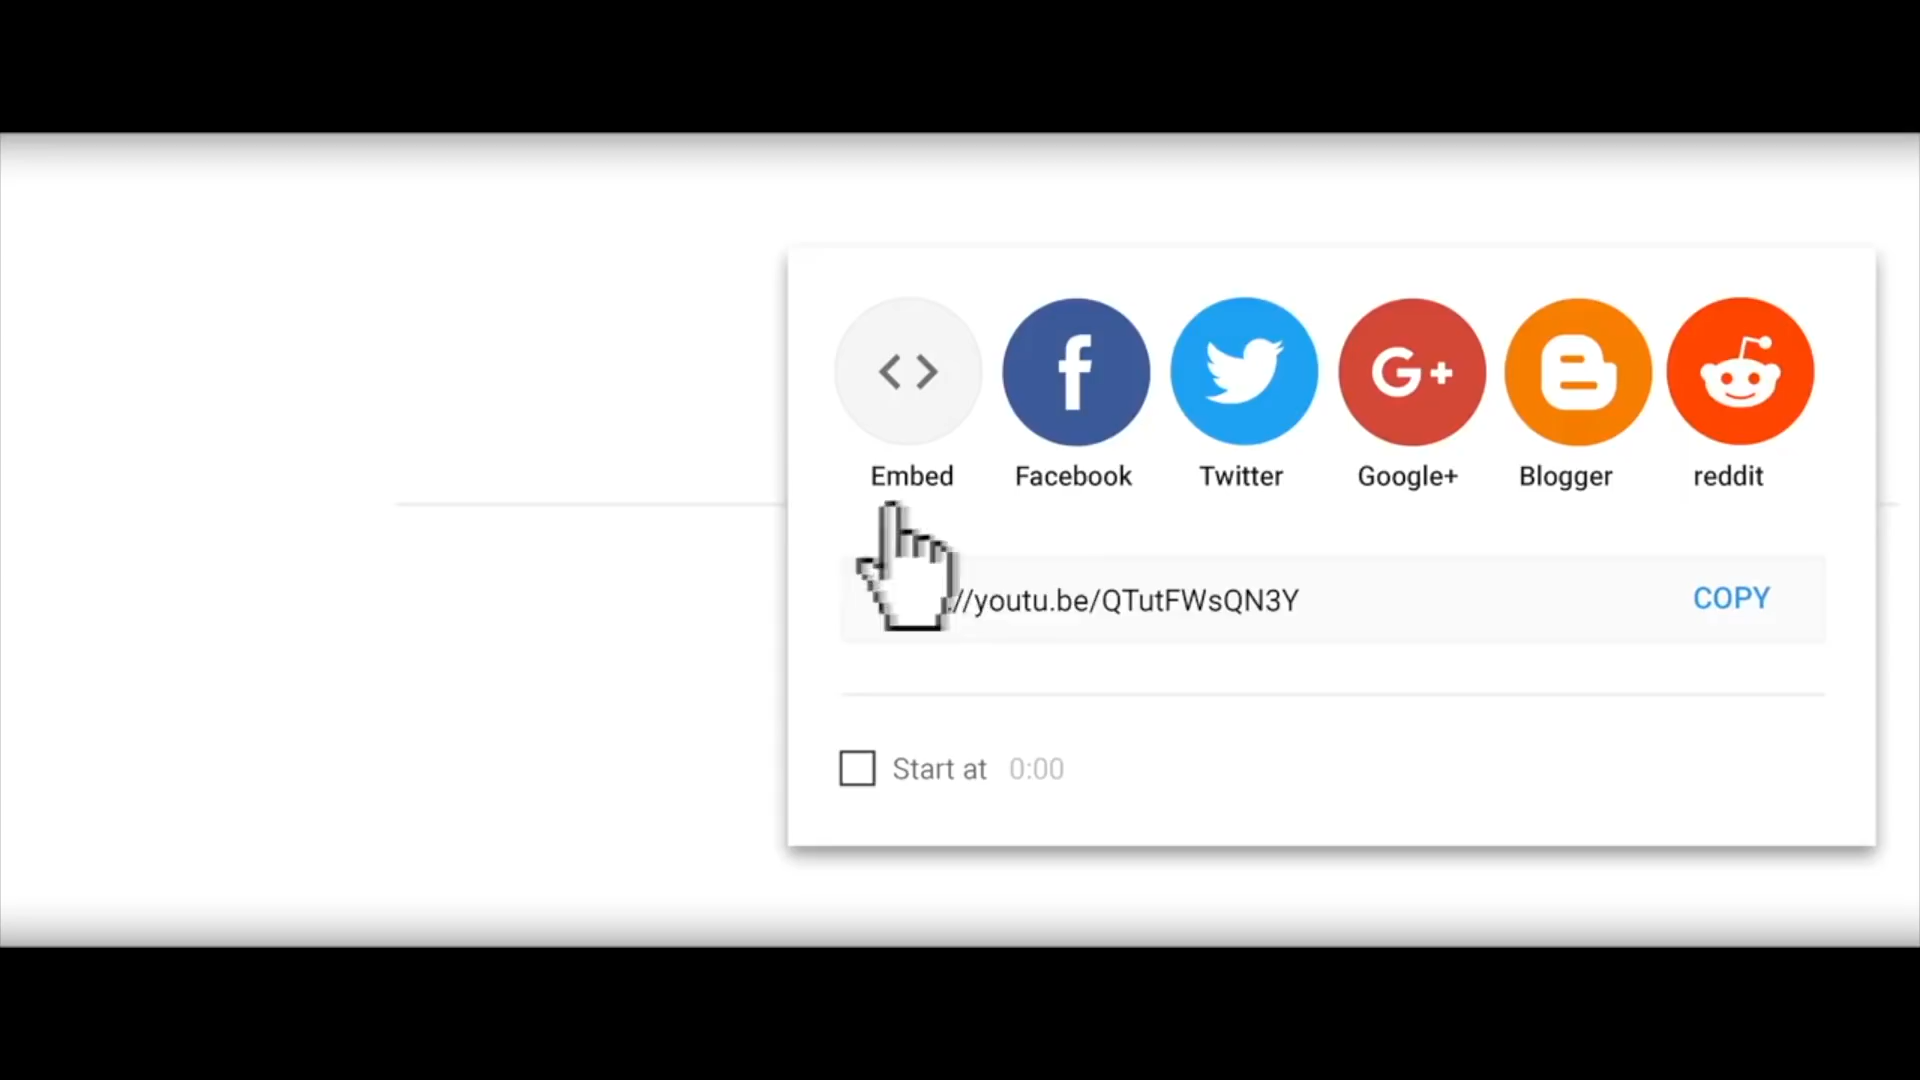 Embed Facebook Twitter Google+ Blogger reddit
://youtu.be/QTutFWsQN3Y COPY
Start at 0:00